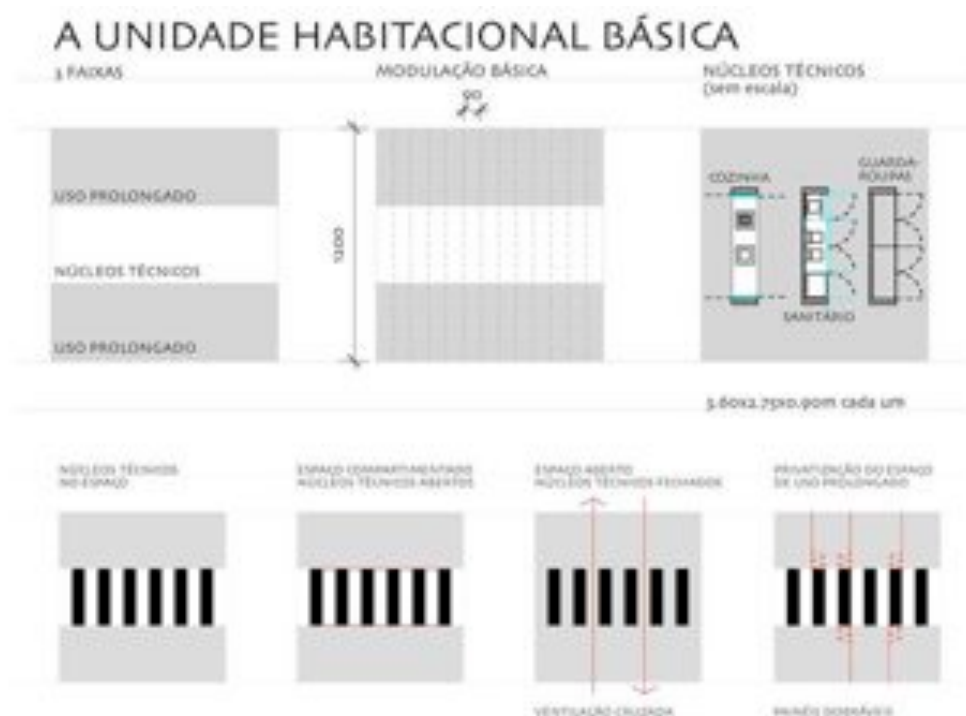 A UNIDADE HABITACIONAL BÁSICA
3 FAIXAS
MODULAÇÃO BÁSICA
NÚCLEOS TÉCNICOS
(sem escala)
90
USO PROLONGADO
NÚCLEOS TÉCNICOS
USO PROLONGADO
1200
COZINHA
GUARDA-
ROUPAS
SANITÁRIO
3.60x2.75x0.90m cada um
NÚCLEOS TÉCNICOS
NO ESPAÇO
ESPAÇO COMPARTIMENTADO
NÚCLEOS TÉCNICOS ABERTOS
ESPAÇO ABERTO
NÚCLEOS TÉCNICOS FECHADOS
PRIVATIZAÇÃO DO ESPAÇO
DE USO PROLONGADO
VENTILAÇÃO CRUZADA
PAINÉIS